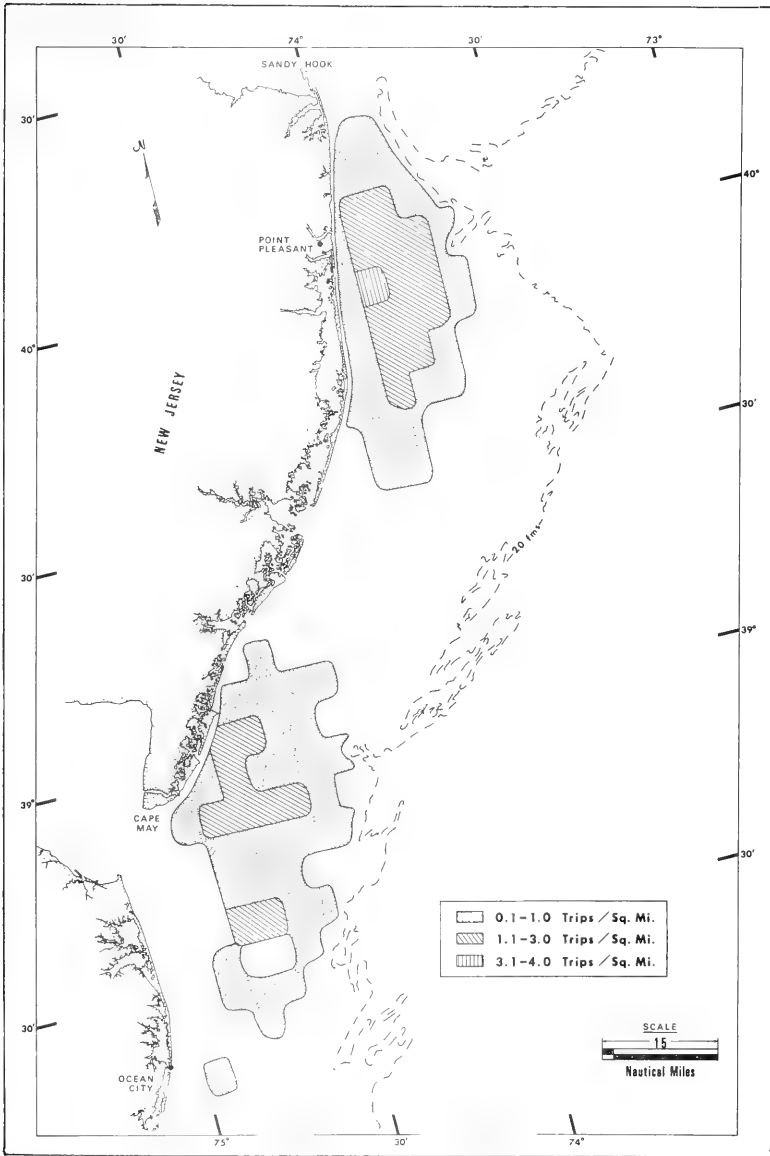 30'
74°
30'
73°
SANDY HOOK
30'
40°
N
POINT
PLEASANT
40°
30'
NEW JERSEY
20 fms
30'
39°
39°
CAPE
MAY
30'
0.1-1.0 Trips / Sq. Mi.
1.1-3.0 Trips / Sq. Mi.
3.1-4.0 Trips / Sq. Mi.
30'
SCALE
15
Nautical Miles
OCEAN
CITY
75°
30'
74°